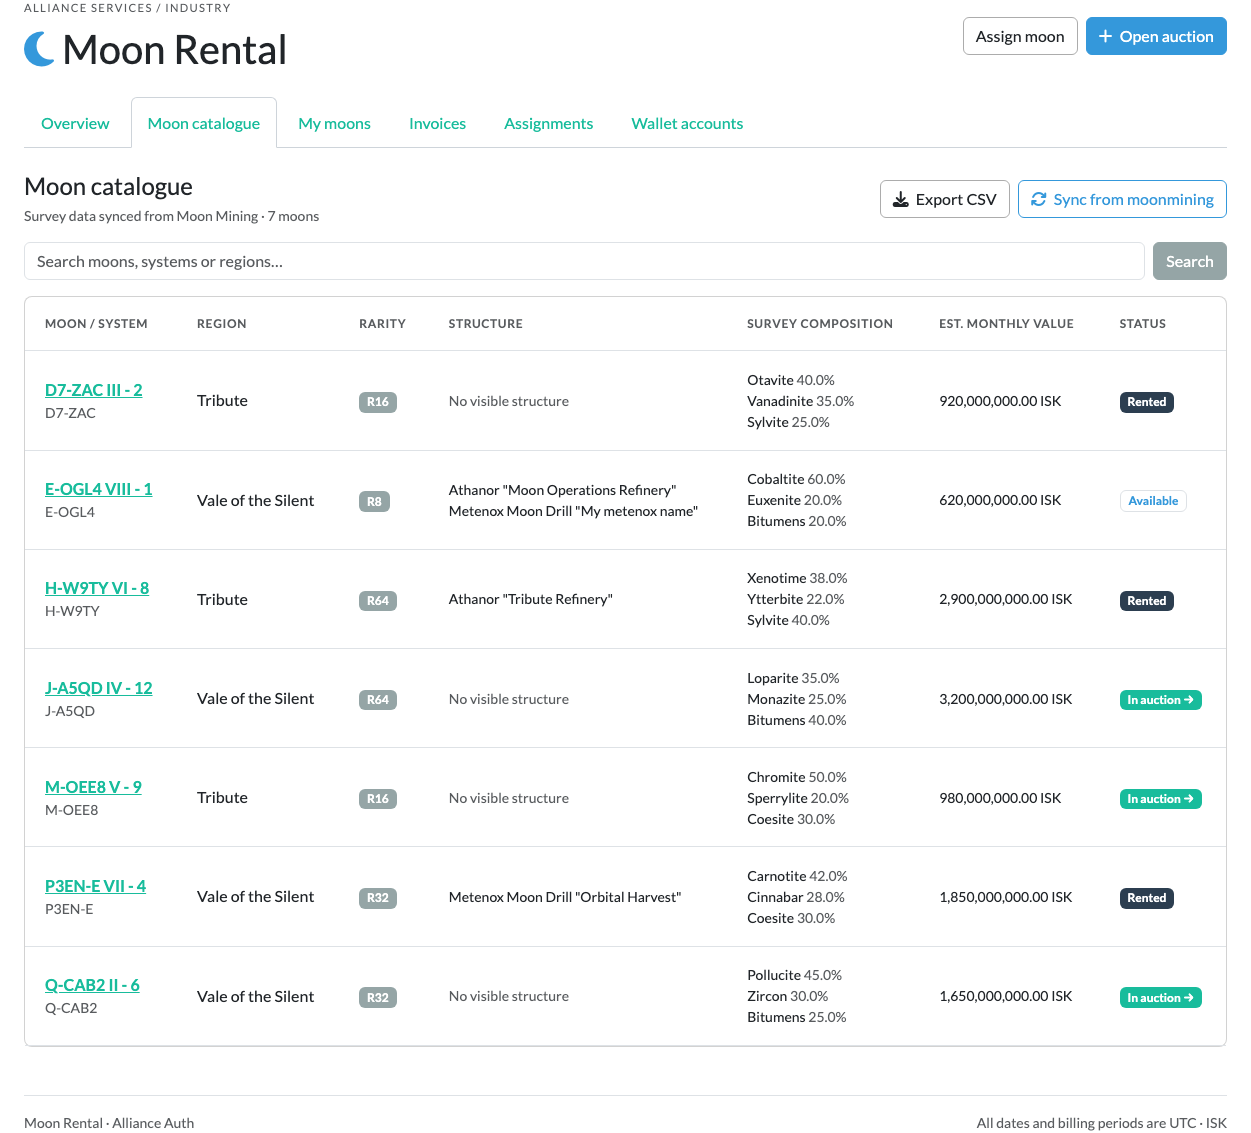 ALLIANCE SERVICES / INDUSTRY
Moon Rental
Assign moon
Open auction
Overview
Moon catalogue
My moons
Invoices
Assignments
Wallet accounts
Moon catalogue
Survey data synced from Moon Mining · 7 moons
Export CSV
Sync from moonmining
Search moons, systems or regions...
Search
MOON / SYSTEM REGION RARITY STRUCTURE SURVEY COMPOSITION EST. MONTHLY VALUE STATUS
D7-ZAC III - 2
D7-ZAC
Tribute
R16
No visible structure
Otavite 40.0%
Vanadinite 35.0%
Sylvite 25.0%
920,000,000.00 ISK
Rented
E-OGL4 VIII - 1
E-OGL4
Vale of the Silent
R8
Athanor "Moon Operations Refinery"
Metenox Moon Drill "My metenox name"
Cobaltite 60.0%
Euxenite 20.0%
Bitumens 20.0%
620,000,000.00 ISK
Available
H-W9TY VI - 8
H-W9TY
Tribute
R64
Athanor "Tribute Refinery"
Xenotime 38.0%
Ytterbite 22.0%
Sylvite 40.0%
2,900,000,000.00 ISK
Rented
J-A5QD IV - 12
J-A5QD
Vale of the Silent
R64
No visible structure
Loparite 35.0%
Monazite 25.0%
Bitumens 40.0%
3,200,000,000.00 ISK
In auction →
M-OEE8 V - 9
M-OEE8
Tribute
R16
No visible structure
Chromite 50.0%
Sperrylite 20.0%
Coesite 30.0%
980,000,000.00 ISK
In auction →
P3EN-E VII - 4
P3EN-E
Vale of the Silent
R32
Metenox Moon Drill "Orbital Harvest"
Carnotite 42.0%
Cinnabar 28.0%
Coesite 30.0%
1,850,000,000.00 ISK
Rented
Q-CAB2 II - 6
Q-CAB2
Vale of the Silent
R32
No visible structure
Pollucite 45.0%
Zircon 30.0%
Bitumens 25.0%
1,650,000,000.00 ISK
In auction →
Moon Rental · Alliance Auth
All dates and billing periods are UTC · ISK